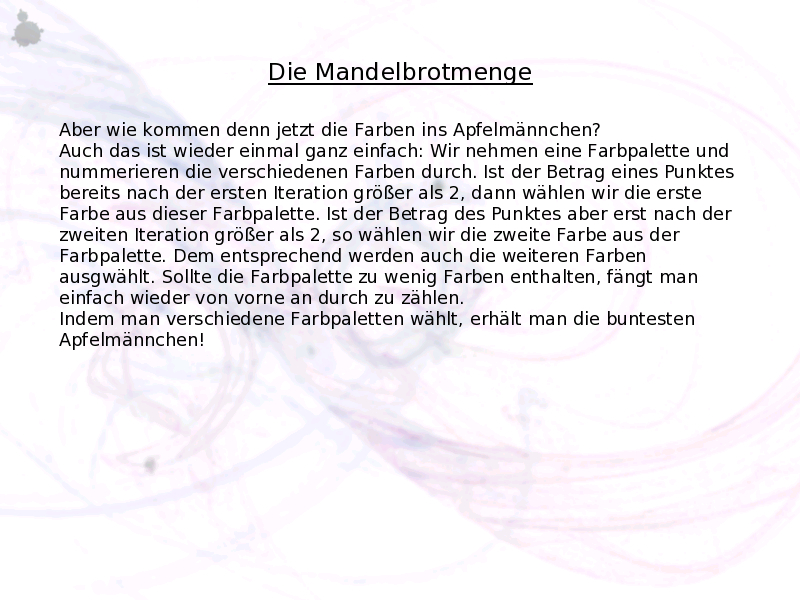 Die Mandelbrotmenge
Aber wie kommen denn jetzt die Farben ins Apfelmännchen?
Auch das ist wieder einmal ganz einfach: Wir nehmen eine Farbpalette und
nummerieren die verschiedenen Farben durch. Ist der Betrag eines Punktes
bereits nach der ersten Iteration größer als 2, dann wählen wir die erste
Farbe aus dieser Farbpalette. Ist der Betrag des Punktes aber erst nach der
zweiten Iteration größer als 2, so wählen wir die zweite Farbe aus der
Farbpalette. Dem entsprechend werden auch die weiteren Farben
ausgwählt. Sollte die Farbpalette zu wenig Farben enthalten, fängt man
einfach wieder von vorne an durch zu zählen.
Indem man verschiedene Farbpaletten wählt, erhält man die buntesten
Apfelmännchen!